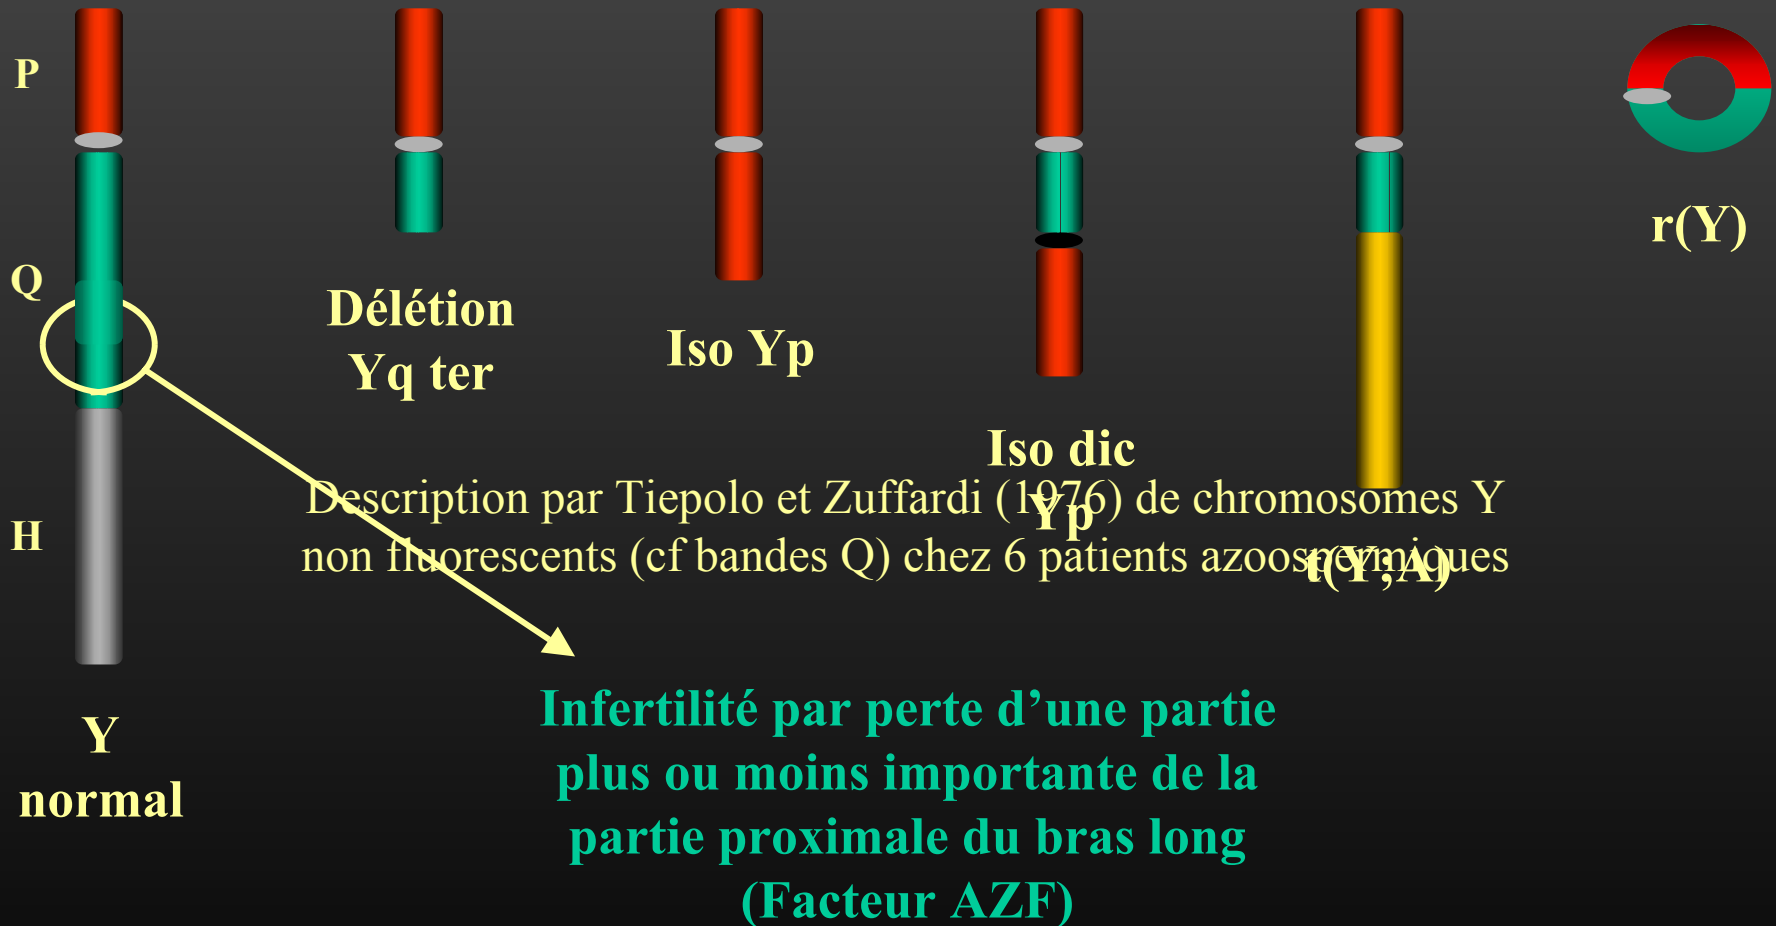 P
Q
H
Y
normal
Délétion
Yq ter
Iso Yp
Iso dic
Yp
t(Y;A)
r(Y)
Description par Tiepolo et Zuffardi (1976) de chromosomes Y
non fluorescents (cf bandes Q) chez 6 patients azoospermiques
Infertilité par perte d’une partie
plus ou moins importante de la
partie proximale du bras long
(Facteur AZF)